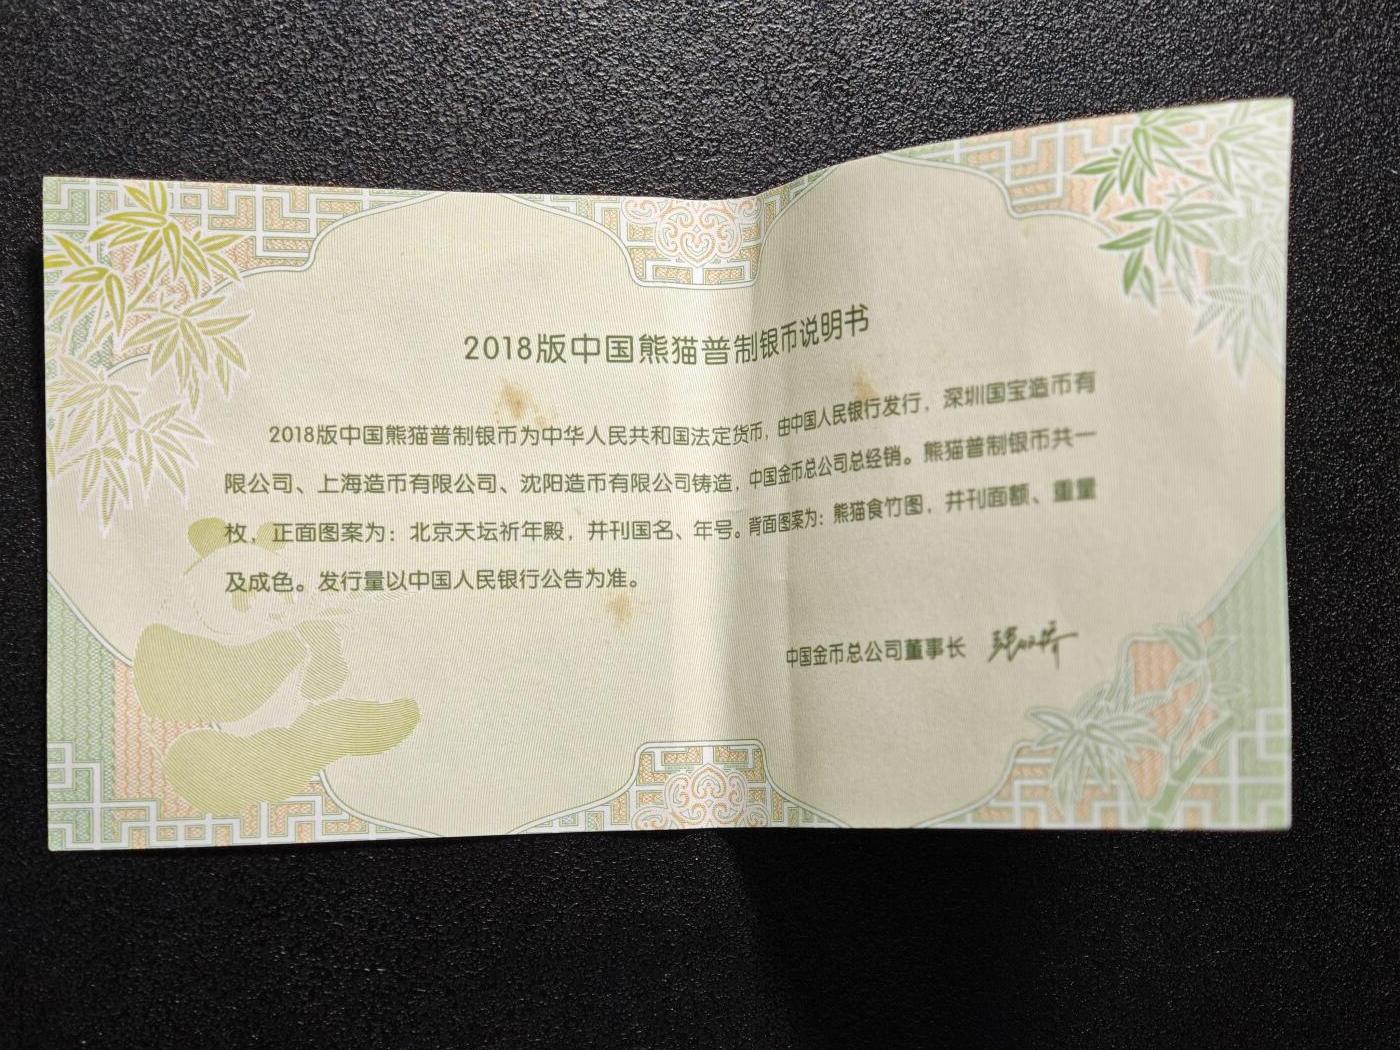 2018版中国熊猫普制银币说明书
2018版中国熊猫普制银币为中华人民共和国法定货币，由中国人民银行发行，深圳国宝造币有
限公司、上海造币有限公司、沈阳造币有限公司铸造，中国金币总公司总经销。熊猫普制银币共一
枚，正面图案为：北京天坛祈年殿，并刊国名、年号。背面图案为：熊猫食竹图，并刊面额、重量
及成色。发行量以中国人民银行公告为准。
中国金币总公司董事长